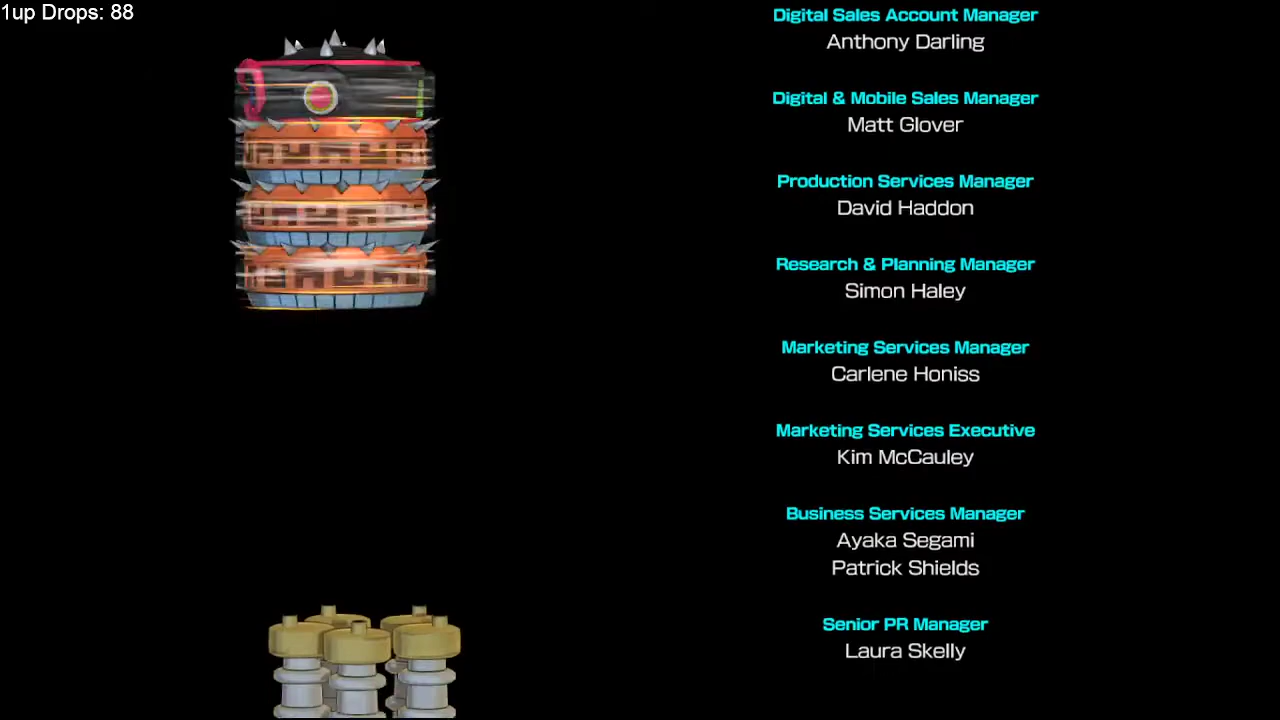 1up Drops: 88
Digital Sales Account Manager
Anthony Darling
Digital & Mobile Sales Manager
Matt Glover
Production Services Manager
David Haddon
Research & Planning Manager
Simon Haley
Marketing Services Manager
Carlene Honiss
Marketing Services Executive
Kim McCauley
Business Services Manager
Ayaka Segami
Patrick Shields
Senior PR Manager
Laura Skelly